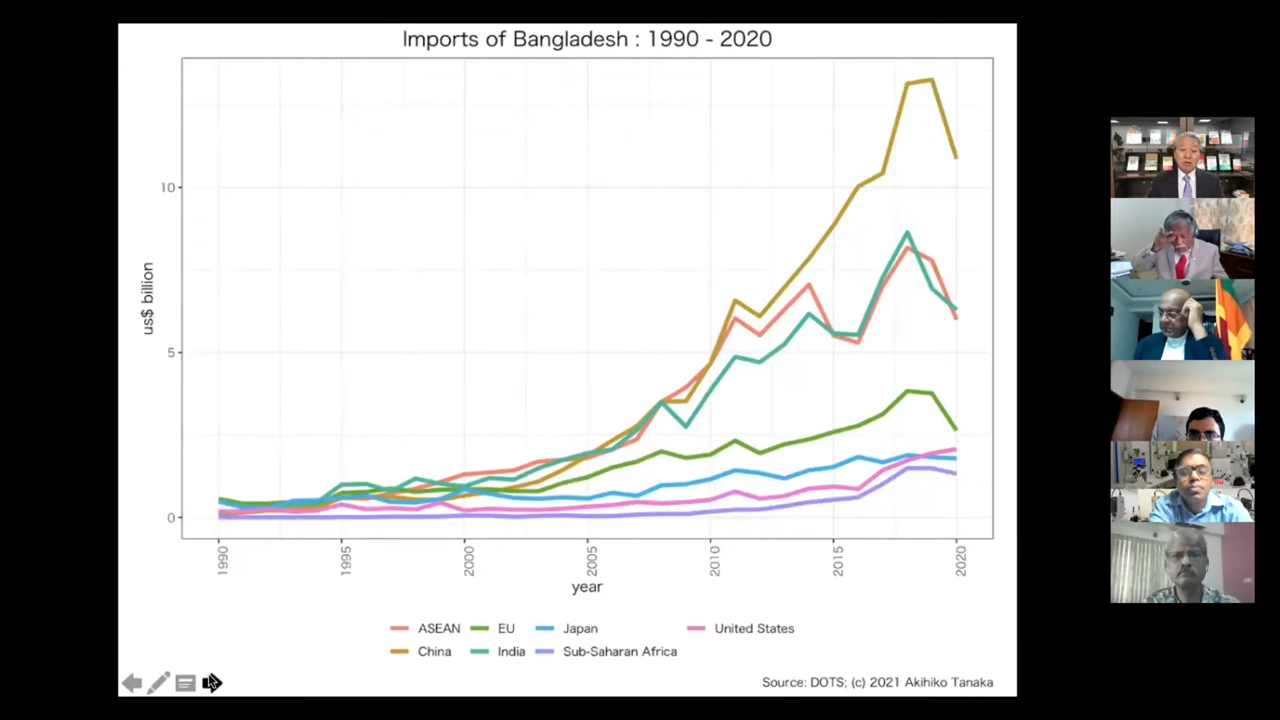 Imports of Bangladesh : 1990 - 2020
us$ billion
10
5
0
1990 1995 2000 2005 2010 2015 2020
year
ASEAN EU Japan United States
China India Sub-Saharan Africa
Source: DOTS; (c) 2021 Akihiko Tanaka